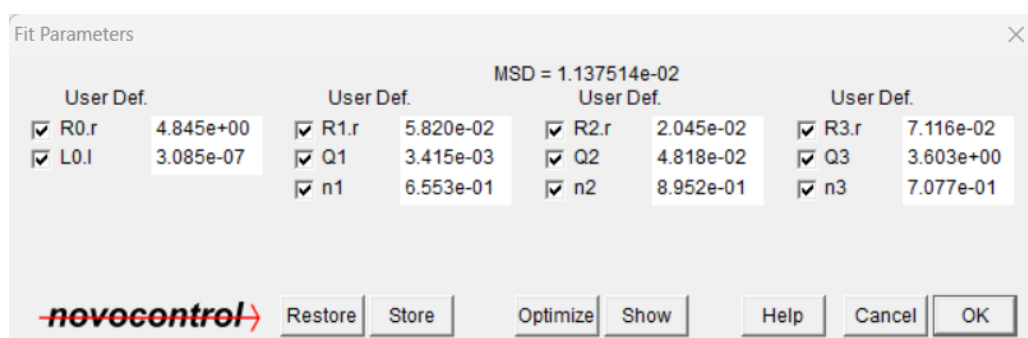 Fit Parameters
MSD = 1.137514e-02
User Def. User Def. User Def. User Def.
R0.r 4.845e+00 R1.r 5.820e-02 R2.r 2.045e-02 R3.r 7.116e-02
L0.l 3.085e-07 Q1 3.415e-03 Q2 4.818e-02 Q3 3.603e+00
n1 6.553e-01 n2 8.952e-01 n3 7.077e-01
novocontrol Restore Store Optimize Show Help Cancel OK